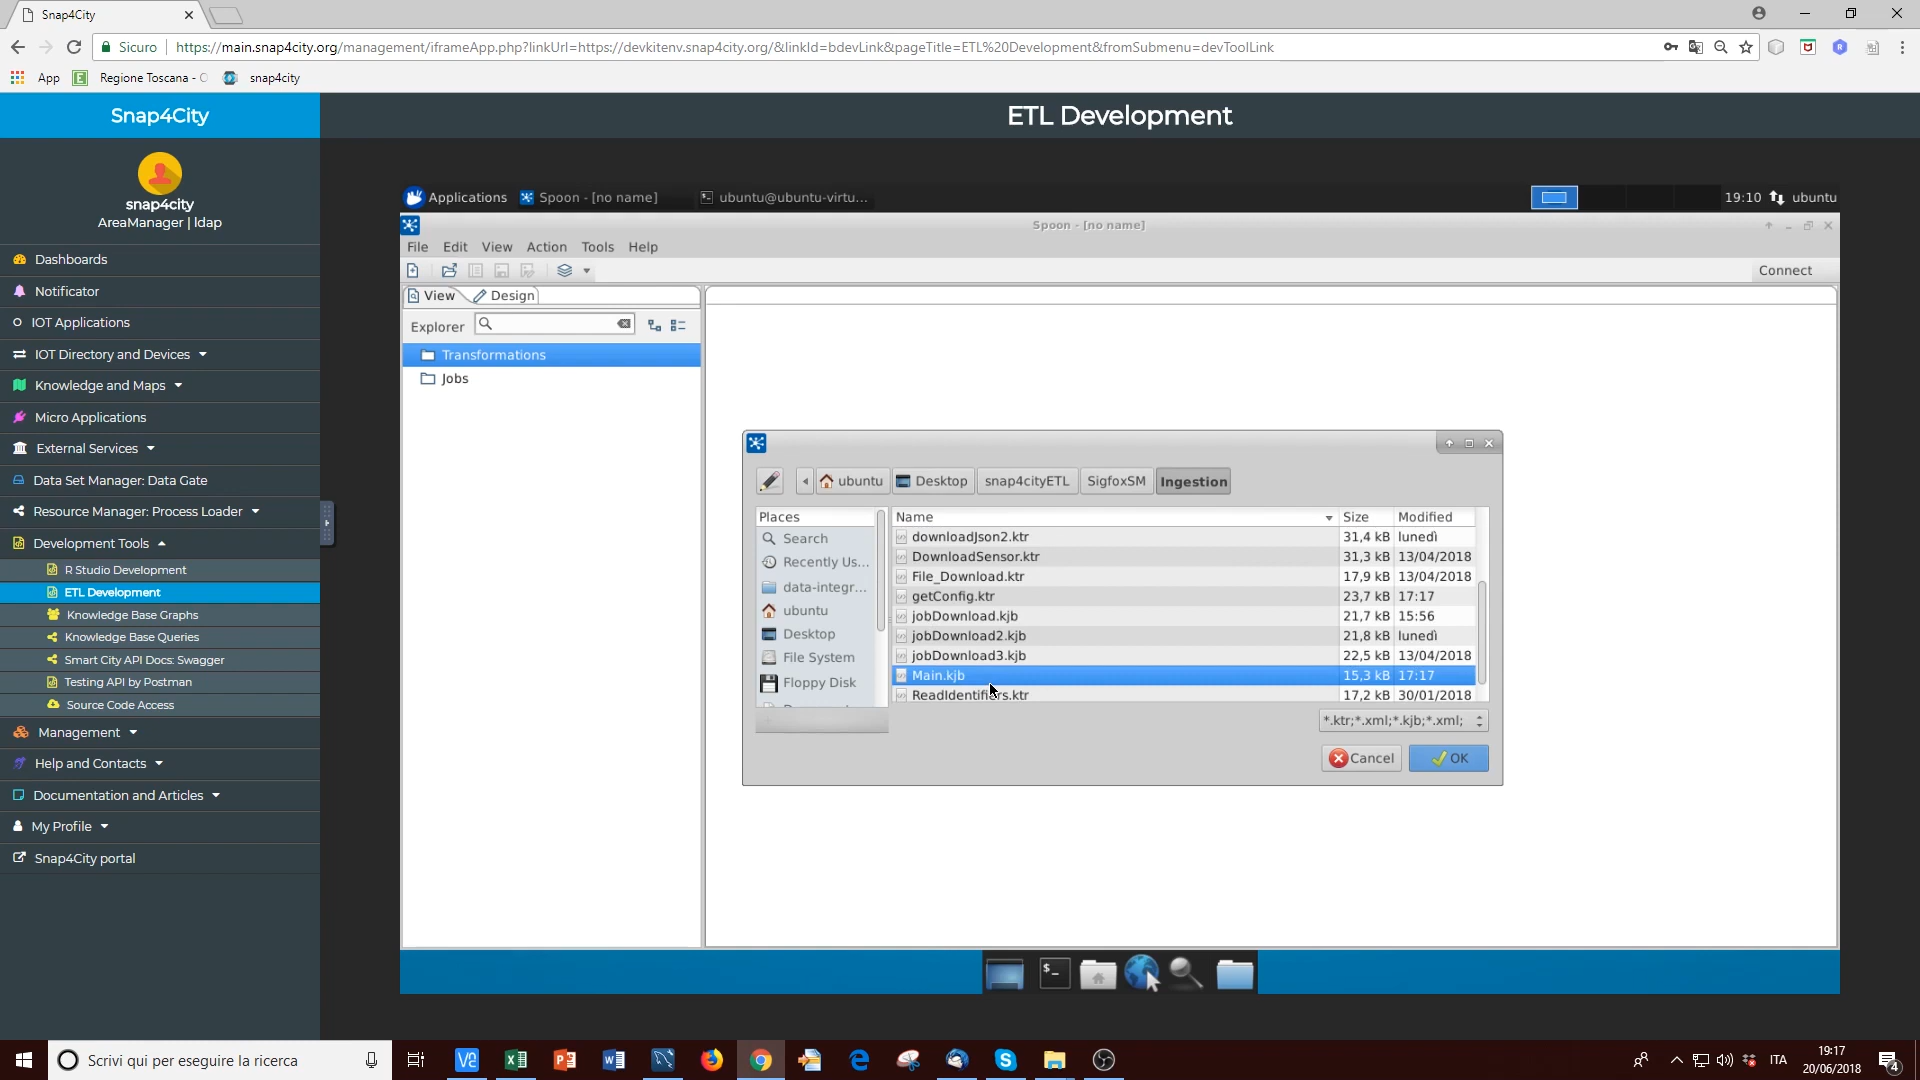 Snap4City
Sicuro
https://main.snap4city.org/management/iframeApp.php?linkUrl=https://devkitenv.snap4city.org/&linkId=bdevLink&pageTitle=ETL%20Development&fromSubmenu=devToolLink
App
Regione Toscana - C
snap4city
Snap4City
ETL Development
snap4city
AreaManager | ldap
Dashboards
Notificator
IOT Applications
IOT Directory and Devices
Knowledge and Maps
Micro Applications
External Services
Data Set Manager: Data Gate
Resource Manager: Process Loader
Development Tools
R Studio Development
ETL Development
Knowledge Base Graphs
Knowledge Base Queries
Smart City API Docs: Swagger
Testing API by Postman
Source Code Access
Management
Help and Contacts
Documentation and Articles
My Profile
Snap4City portal
Applications
Spoon - [no name]
ubuntu@ubuntu-virtu...
19:10
ubuntu
Spoon - [no name]
File Edit View Action Tools Help
Connect
View
Design
Explorer
Transformations
Jobs
ubuntu
Desktop
snap4cityETL
SigfoxSM
Ingestion
Places
Search
Recently Us...
data-integr...
ubuntu
Desktop
File System
Floppy Disk
Name Size Modified
downloadJson2.ktr 31,4 kB lunedì
DownloadSensor.ktr 31,3 kB 13/04/2018
File_Download.ktr 17,9 kB 13/04/2018
getConfig.ktr 23,7 kB 17:17
jobDownload.kjb 21,7 kB 15:56
jobDownload2.kjb 21,8 kB lunedì
jobDownload3.kjb 22,5 kB 13/04/2018
Main.kjb 15,3 kB 17:17
ReadIdentifiers.ktr 17,2 kB 30/01/2018
*.ktr;*.xml;*.kjb;*.xml;
Cancel
OK
Scrivi qui per eseguire la ricerca
ITA
19:17
20/06/2018
4